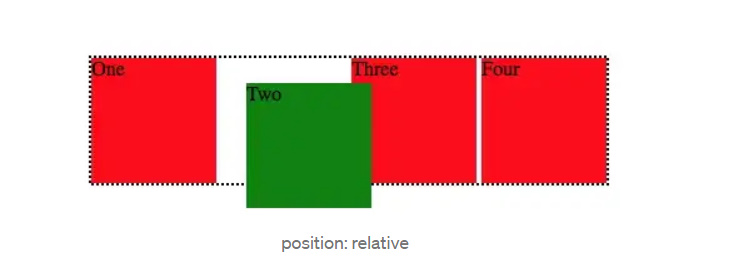 One
Three
Four
Two
position: relative